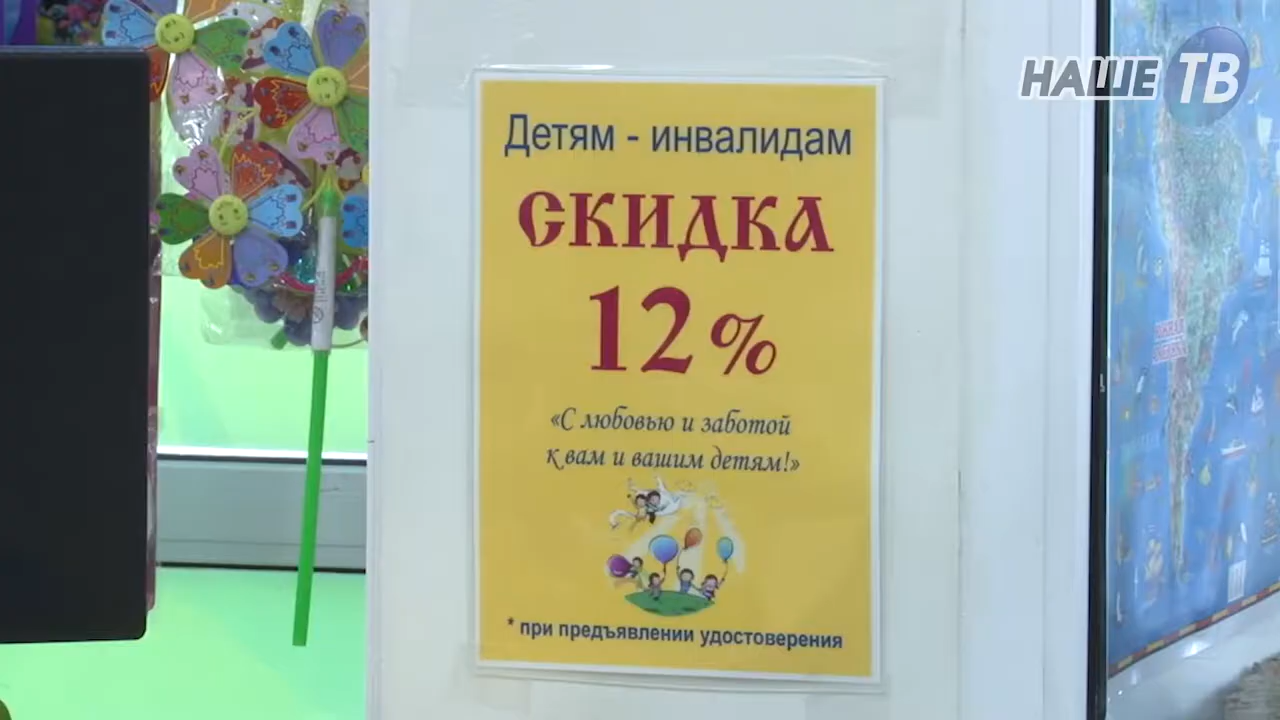 НАШЕ ТВ
Детям - инвалидам
СКИДКА
12 %
«С любовью и заботой
к вам и вашим детям!»
* при предъявлении удостоверения